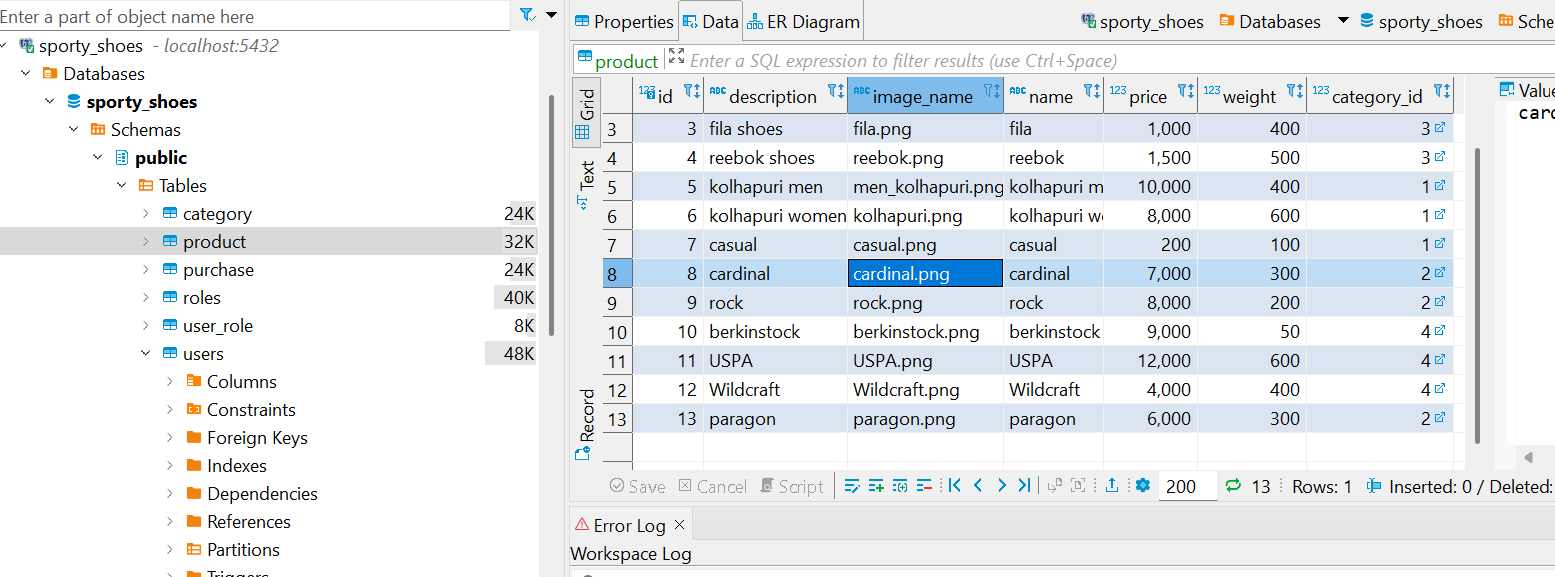 Enter a part of object name here
sporty_shoes - localhost:5432
Databases
sporty_shoes
Schemas
public
Tables
category 24K
product 32K
purchase 24K
roles 40K
user_role 8K
users 48K
Columns
Constraints
Foreign Keys
Indexes
Dependencies
References
Partitions
Triggers
Properties Data ER Diagram sporty_shoes Databases sporty_shoes Sche
product Enter a SQL expression to filter results (use Ctrl+Space)
Grid
Text
Record
123 id ABC description ABC image_name ABC name 123 price 123 weight 123 category_id
3 3 fila shoes fila.png fila 1,000 400 3
4 4 reebok shoes reebok.png reebok 1,500 500 3
5 5 kolhapuri men men_kolhapuri.png kolhapuri m 10,000 400 1
6 6 kolhapuri women kolhapuri.png kolhapuri w 8,000 600 1
7 7 casual casual.png casual 200 100 1
8 8 cardinal cardinal.png cardinal 7,000 300 2
9 9 rock rock.png rock 8,000 200 2
10 10 berkinstock berkinstock.png berkinstock 9,000 50 4
11 11 USPA USPA.png USPA 12,000 600 4
12 12 Wildcraft Wildcraft.png Wildcraft 4,000 400 4
13 13 paragon paragon.png paragon 6,000 300 2
Value
card
Save Cancel Script 200 13 Rows: 1 Inserted: 0 / Deleted:
Error Log
Workspace Log